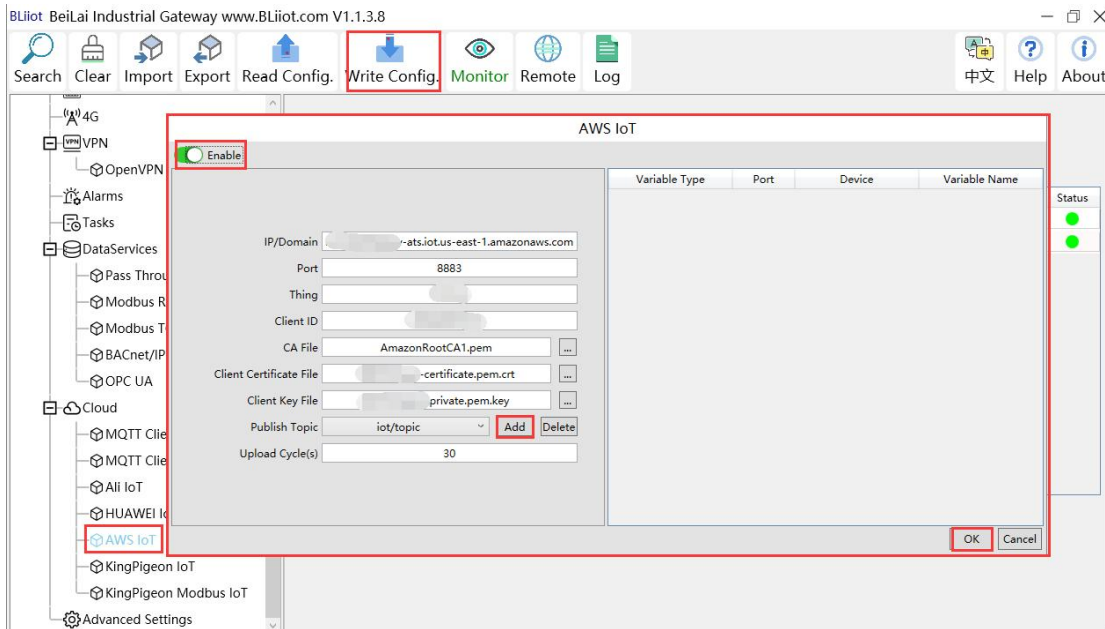 BLiiot BeiLai Industrial Gateway www.BLiiot.com V1.1.3.8
Search Clear Import Export Read Config. Write Config. Monitor Remote Log 中文 Help About
4G
VPN
OpenVPN
Alarms
Tasks
DataServices
Pass Throu
Modbus R
Modbus T
BACnet/IP
OPC UA
Cloud
MQTT Clie
MQTT Clie
Ali IoT
HUAWEI I
AWS IoT
KingPigeon IoT
KingPigeon Modbus IoT
Advanced Settings
AWS IoT
Enable
IP/Domain -ats.iot.us-east-1.amazonaws.com
Port 8883
Thing
Client ID
CA File AmazonRootCA1.pem ...
Client Certificate File -certificate.pem.crt ...
Client Key File private.pem.key ...
Publish Topic iot/topic Add Delete
Upload Cycle(s) 30
Variable Type Port Device Variable Name
OK Cancel
Status